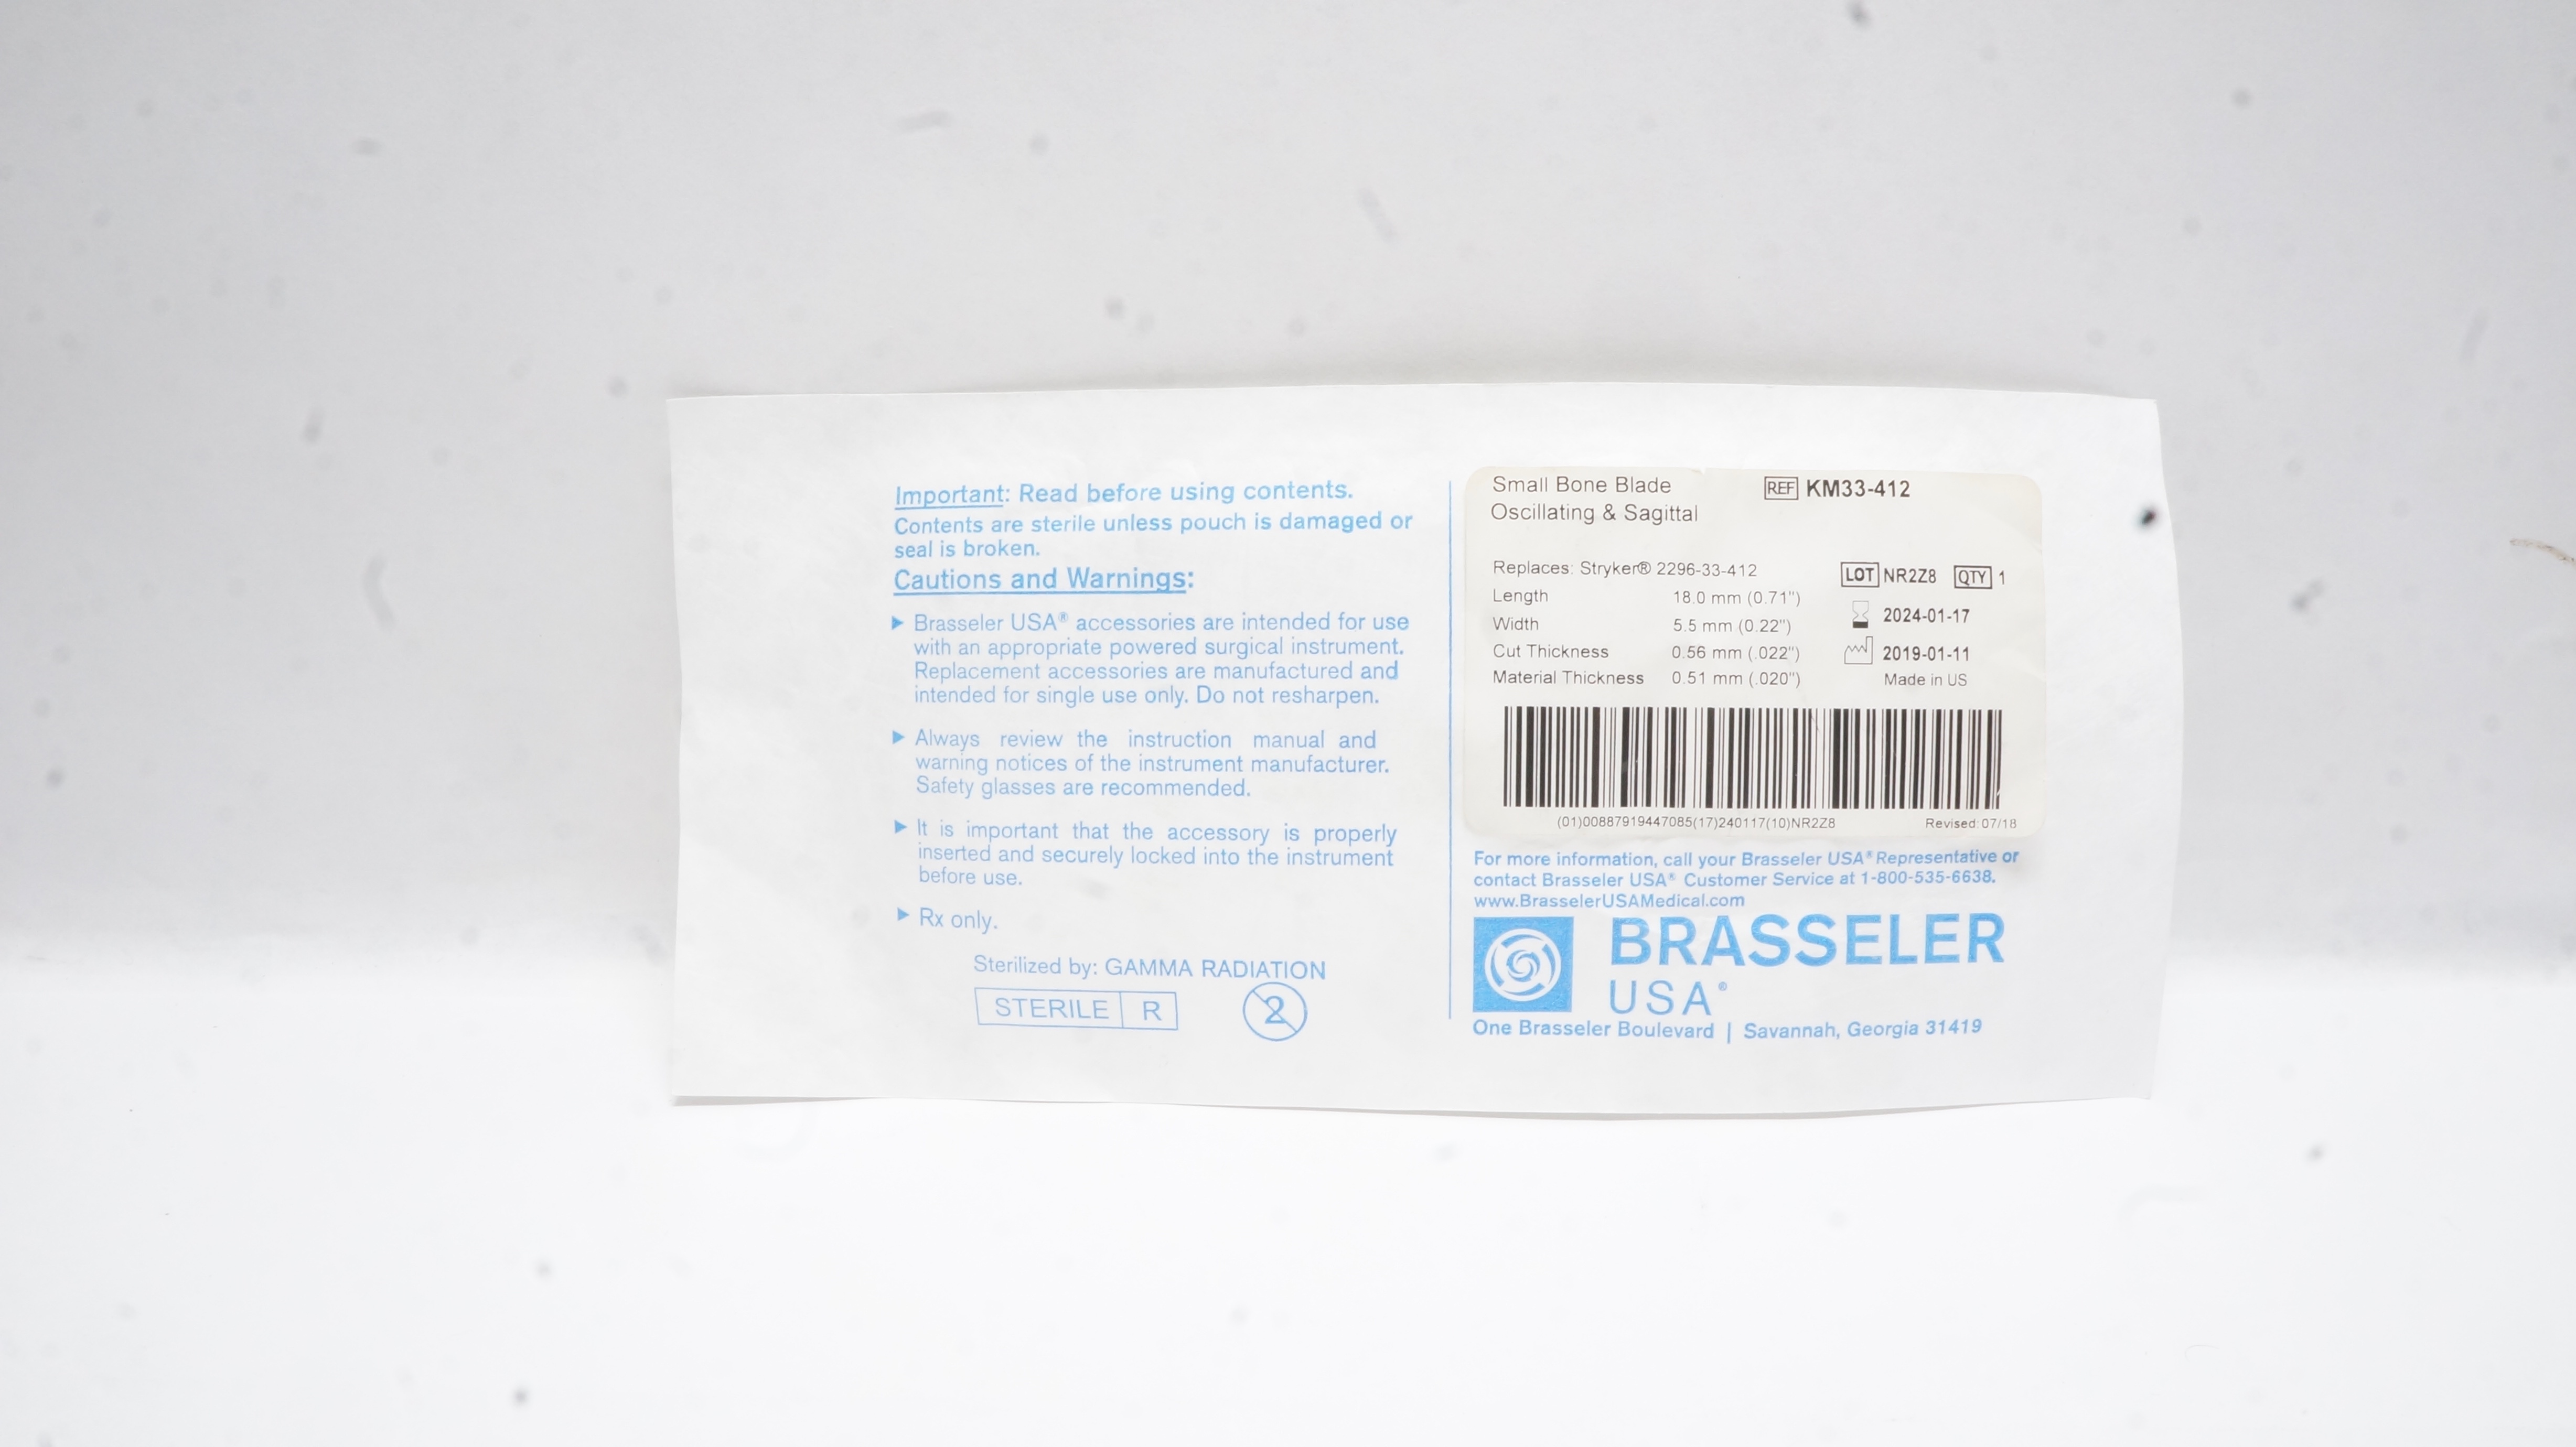 Important: Read before using contents.
Contents are sterile unless pouch is damaged or
seal is broken.
Cautions and Warnings:
▶ Brasseler USA® accessories are intended for use
with an appropriate powered surgical instrument.
Replacement accessories are manufactured and
intended for single use only. Do not resharpen.
▶ Always review the instruction manual and
warning notices of the instrument manufacturer.
Safety glasses are recommended.
▶ It is important that the accessory is properly
inserted and securely locked into the instrument
before use.
▶ Rx only.
Sterilized by: GAMMA RADIATION
STERILE R 2
Small Bone Blade REF KM33-412
Oscillating & Sagittal
Replaces: Stryker® 2296-33-412 LOT NR2Z8 QTY 1
Length 18.0 mm (0.71")
Width 5.5 mm (0.22") 2024-01-17
Cut Thickness 0.56 mm (.022") 2019-01-11
Material Thickness 0.51 mm (.020") Made in US
(01)00887919447085(17)240117(10)NR2Z8 Revised: 07/18
For more information, call your Brasseler USA® Representative or
contact Brasseler USA® Customer Service at 1-800-535-6638.
www.BrasselerUSAMedical.com
BRASSELER
USA®
One Brasseler Boulevard | Savannah, Georgia 31419